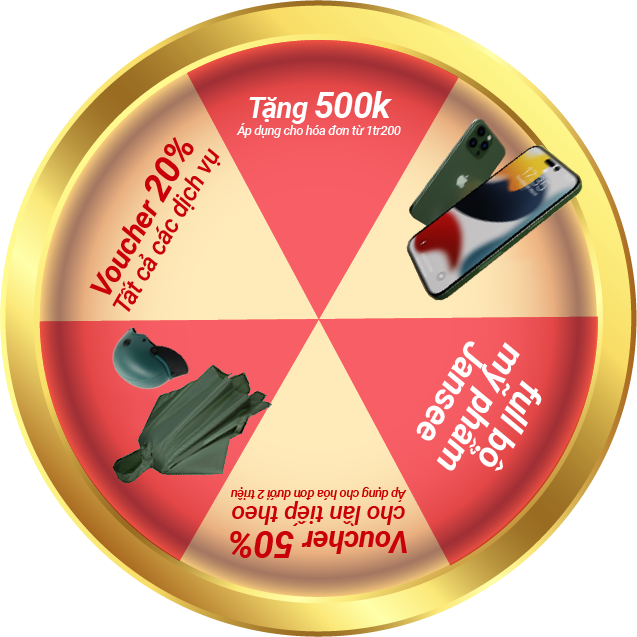 Tặng 500k
Áp dụng cho hóa đơn từ 1tr200
full bộ
mỹ phẩm
Jansee
Voucher 50%
cho lần tiếp theo
Áp dụng cho hóa đơn dưới 2 triệu
Voucher 20%
Tất cả các dịch vụ